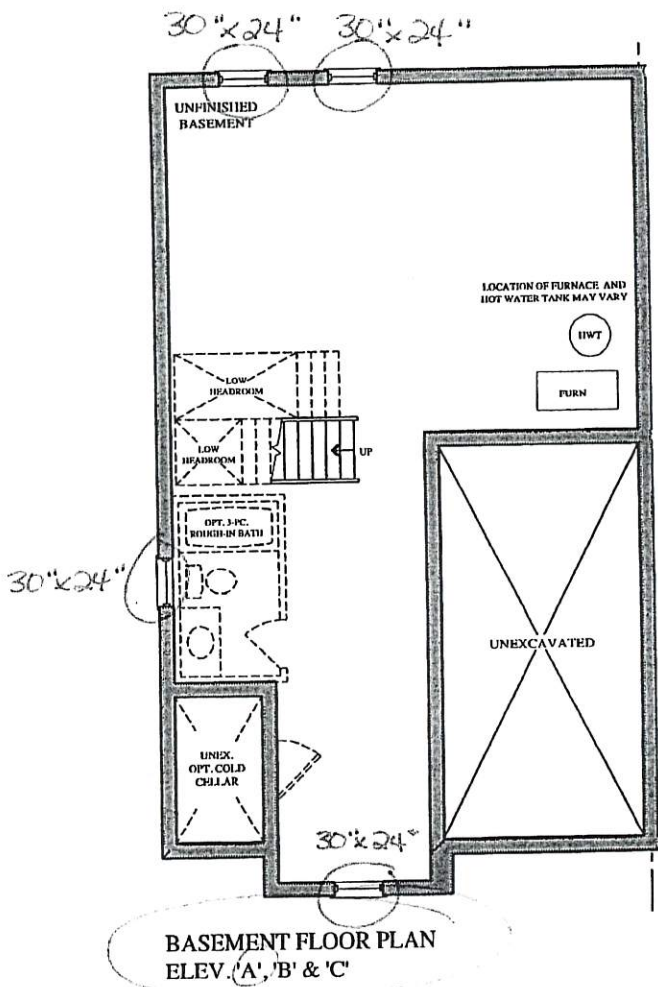 30"x24" 30"x24"
UNFINISHED
BASEMENT
LOCATION OF FURNACE AND
HOT WATER TANK MAY VARY
HWT
FURN
LOW
HEADROOM
LOW
HEADROOM
UP
OPT. 3-PC.
ROUGH-IN BATH
30"x24"
UNEXCAVATED
UNEX.
OPT. COLD
CELLAR
30"x24"
BASEMENT FLOOR PLAN
ELEV. 'A', 'B' & 'C'